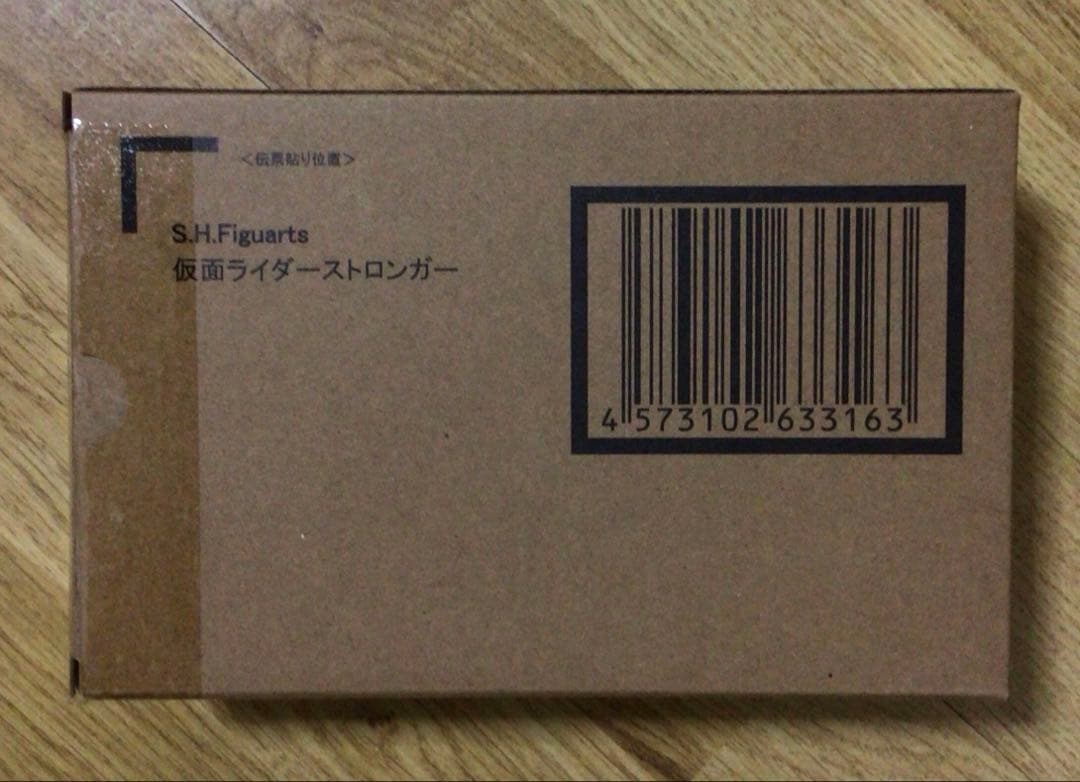 ＜伝票貼り位置＞
S.H.Figuarts
仮面ライダーストロンガー
4 573102 633163